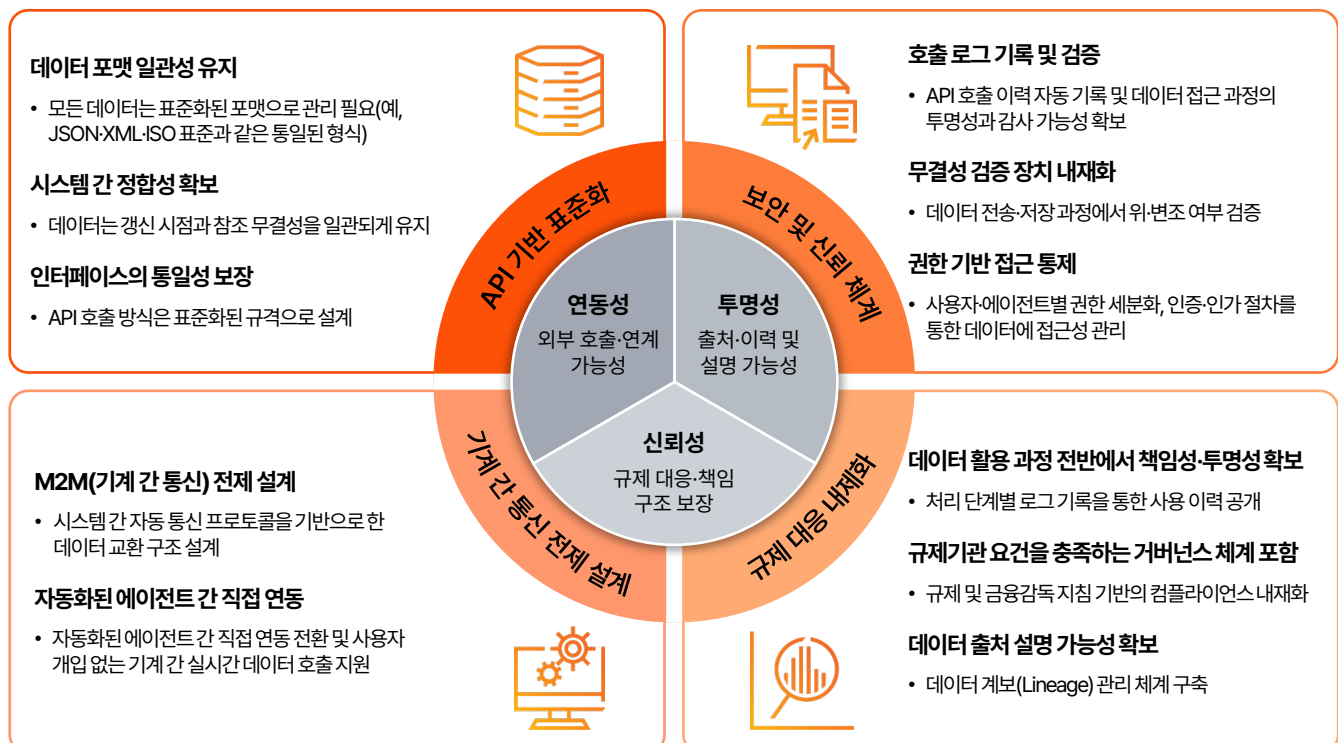 데이터 포맷 일관성 유지
• 모든 데이터는 표준화된 포맷으로 관리 필요(예,
JSON·XML·ISO 표준과 같은 통일된 형식)
시스템 간 정합성 확보
• 데이터는 갱신 시점과 참조 무결성을 일관되게 유지
인터페이스의 통일성 보장
• API 호출 방식은 표준화된 규격으로 설계
호출 로그 기록 및 검증
• API 호출 이력 자동 기록 및 데이터 접근 과정의
투명성과 감사 가능성 확보
무결성 검증 장치 내재화
• 데이터 전송·저장 과정에서 위·변조 여부 검증
권한 기반 접근 통제
• 사용자·에이전트별 권한 세분화, 인증·인가 절차를
통한 데이터에 접근성 관리
API 기반 표준화
보안 및 신뢰 체계
연동성
외부 호출·연계
가능성
투명성
출처·이력 및
설명 가능성
신뢰성
규제 대응·책임
구조 보장
기계 간 통신 전제 설계
규제 대응 내재화
M2M(기계 간 통신) 전제 설계
• 시스템 간 자동 통신 프로토콜을 기반으로 한
데이터 교환 구조 설계
자동화된 에이전트 간 직접 연동
• 자동화된 에이전트 간 직접 연동 전환 및 사용자
개입 없는 기계 간 실시간 데이터 호출 지원
데이터 활용 과정 전반에서 책임성·투명성 확보
• 처리 단계별 로그 기록을 통한 사용 이력 공개
규제기관 요건을 충족하는 거버넌스 체계 포함
• 규제 및 금융감독 지침 기반의 컴플라이언스 내재화
데이터 출처 설명 가능성 확보
• 데이터 계보(Lineage) 관리 체계 구축